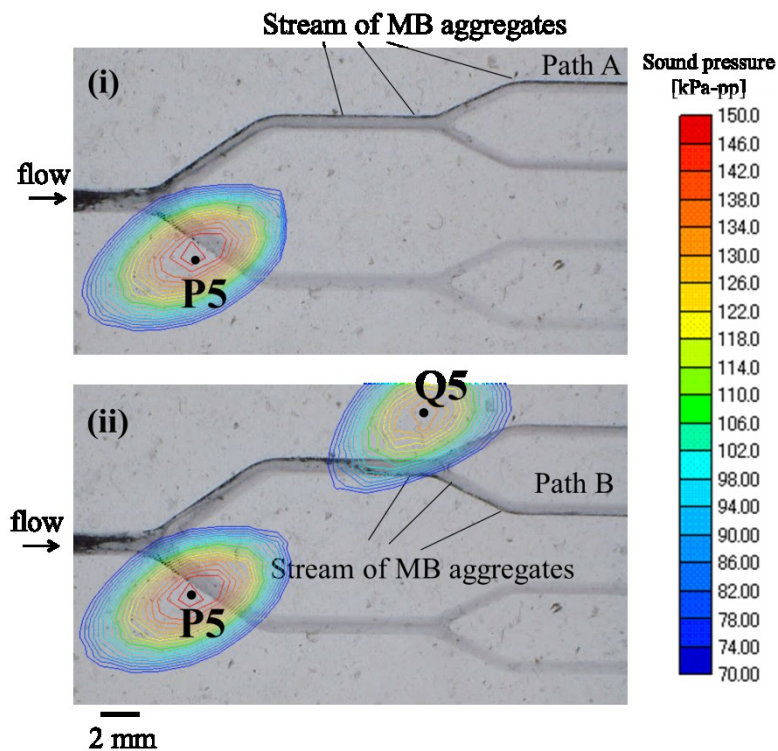 Stream of MB aggregates
(i)
Path A
flow
P5
Sound pressure
[kPa-pp]
150.0
146.0
142.0
138.0
134.0
130.0
126.0
122.0
118.0
114.0
110.0
106.0
102.0
98.00
94.00
90.00
86.00
82.00
78.00
74.00
70.00
(ii)
Q5
Path B
flow
Stream of MB aggregates
P5
2 mm